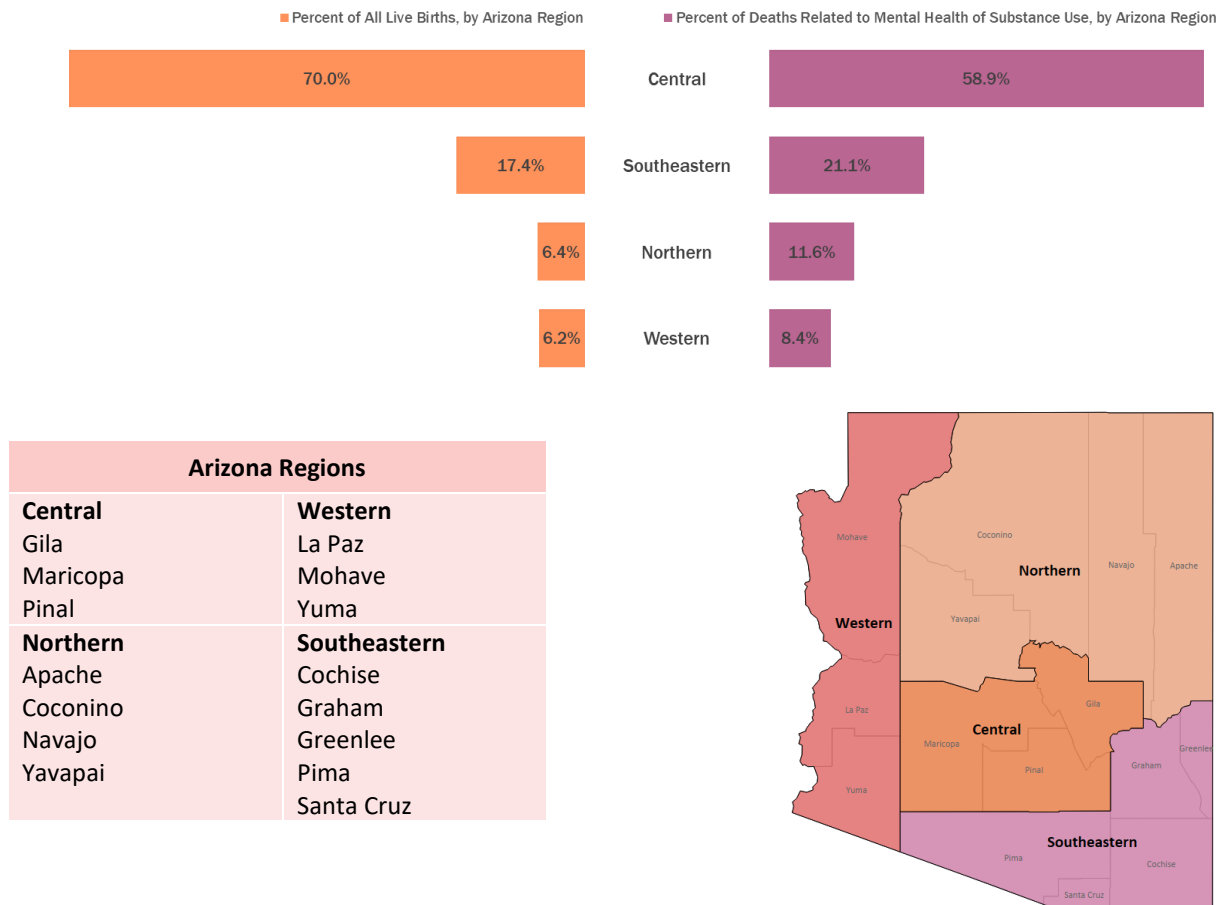 Percent of All Live Births, by Arizona Region
Percent of Deaths Related to Mental Health of Substance Use, by Arizona Region
70.0% Central 58.9%
17.4% Southeastern 21.1%
6.4% Northern 11.6%
6.2% Western 8.4%
Arizona Regions
Central
Gila
Maricopa
Pinal
Western
La Paz
Mohave
Yuma
Northern
Apache
Coconino
Navajo
Yavapai
Southeastern
Cochise
Graham
Greenlee
Pima
Santa Cruz
Mohave
Coconino
Navajo
Apache
Northern
Yavapai
Western
La Paz
Gila
Central
Maricopa
Pinal
Greenlee
Graham
Yuma
Southeastern
Pima
Cochise
Santa Cruz